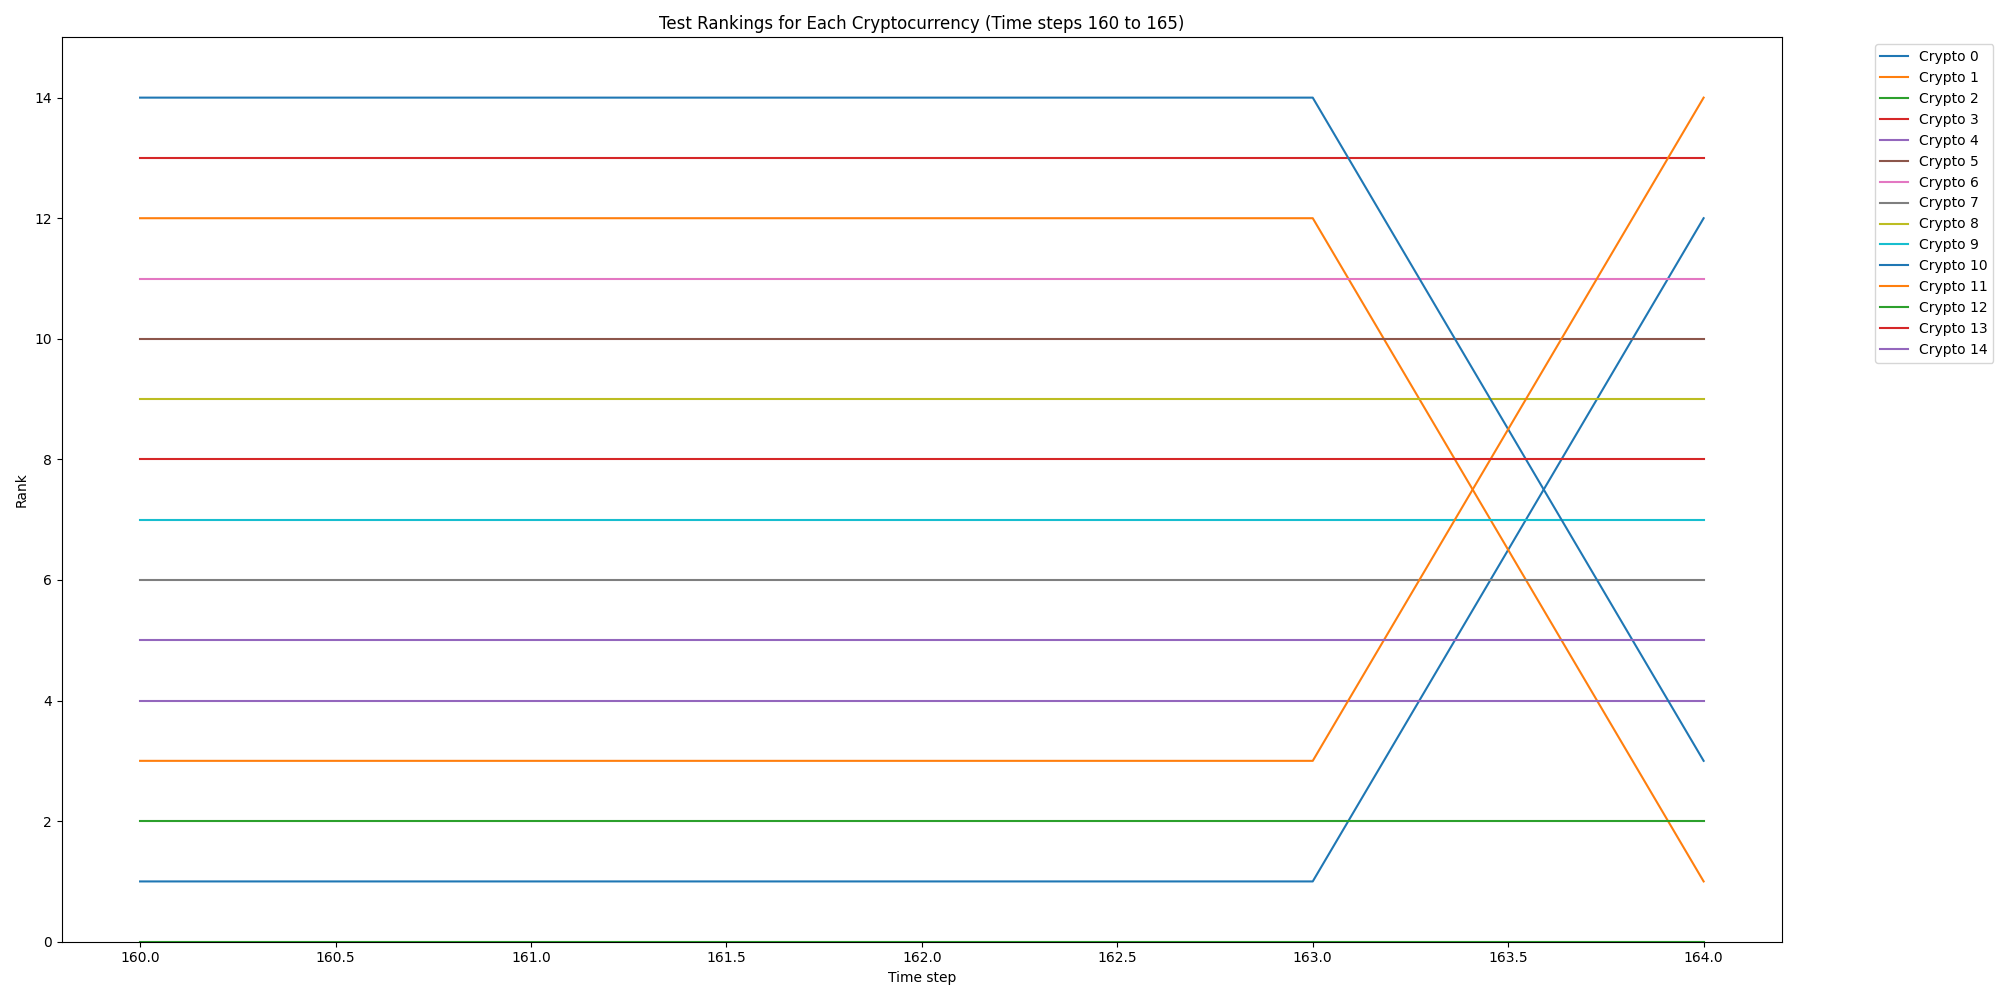 Test Rankings for Each Cryptocurrency (Time steps 160 to 165)
Crypto 0
Crypto 1
Crypto 2
Crypto 3
Crypto 4
Crypto 5
Crypto 6
Crypto 7
Crypto 8
Crypto 9
Crypto 10
Crypto 11
Crypto 12
Crypto 13
Crypto 14
14
12
10
8
6
4
2
0
Rank
160.0 160.5 161.0 161.5 162.0 162.5 163.0 163.5 164.0
Time step